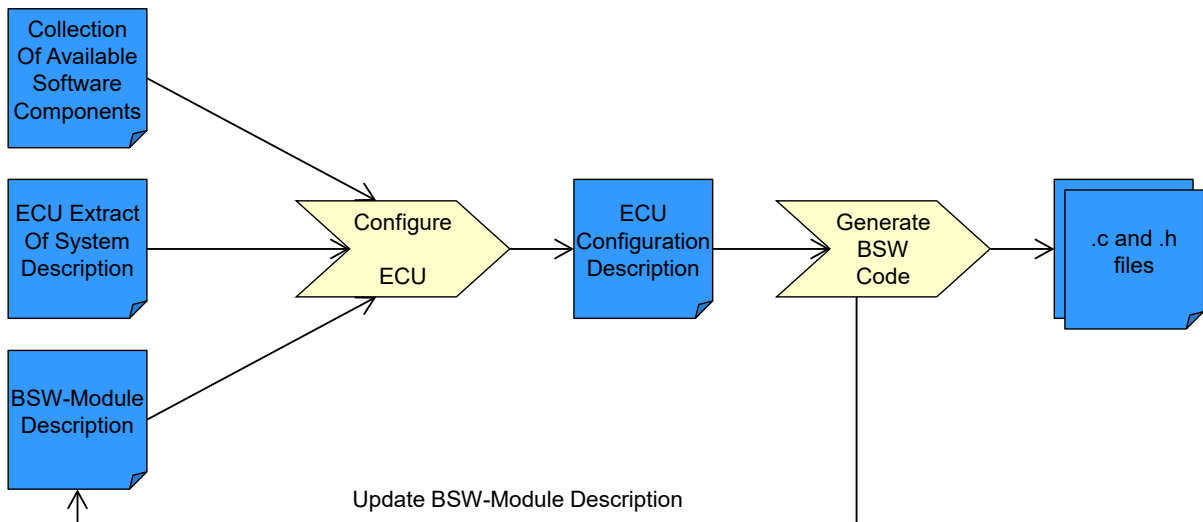 Collection
Of Available
Software
Components
ECU Extract
Of System
Description
BSW-Module
Description
Configure
ECU
ECU
Configuration
Description
Generate
BSW
Code
.c and .h
files
Update BSW-Module Description